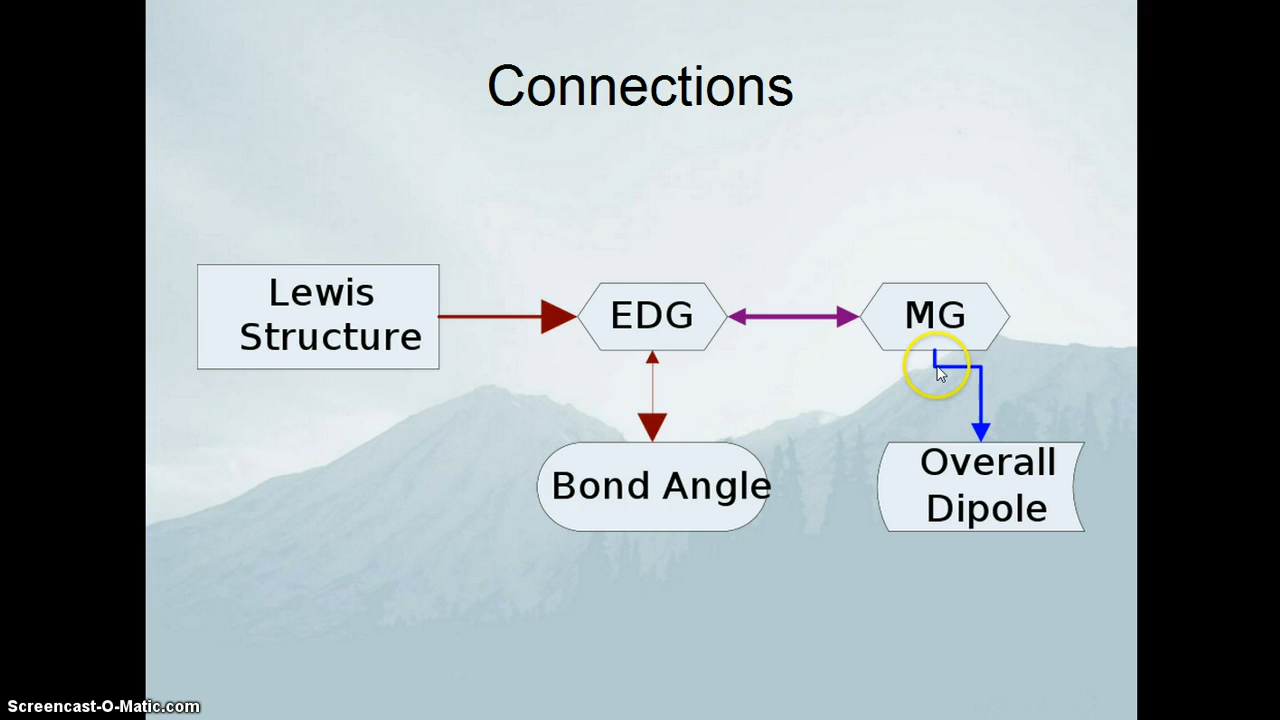 Connections
Lewis
Structure
EDG
MG
Bond Angle
Overall
Dipole
Screencast-O-Matic.com